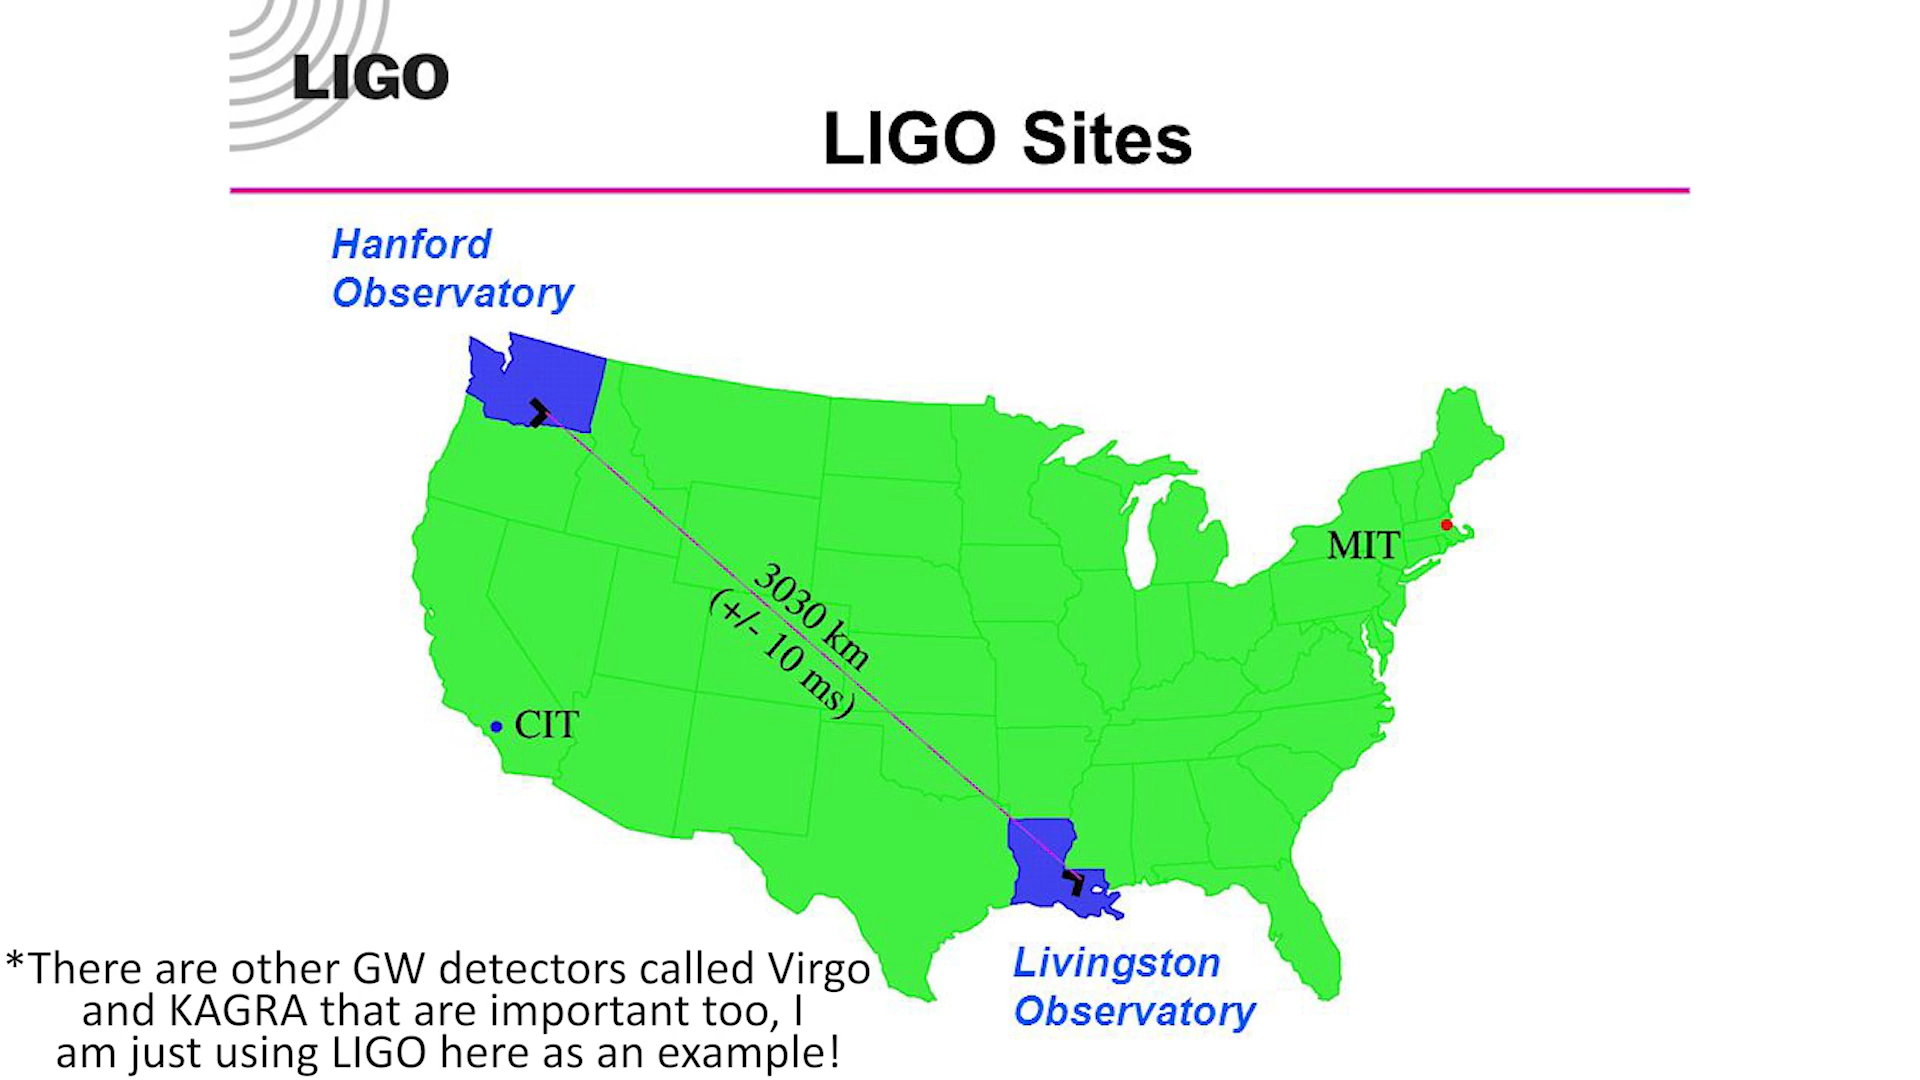 LIGO
LIGO Sites
Hanford
Observatory
MIT
3030 km
(+/- 10 ms)
CIT
Livingston
Observatory
*There are other GW detectors called Virgo
and KAGRA that are important too, I
am just using LIGO here as an example!